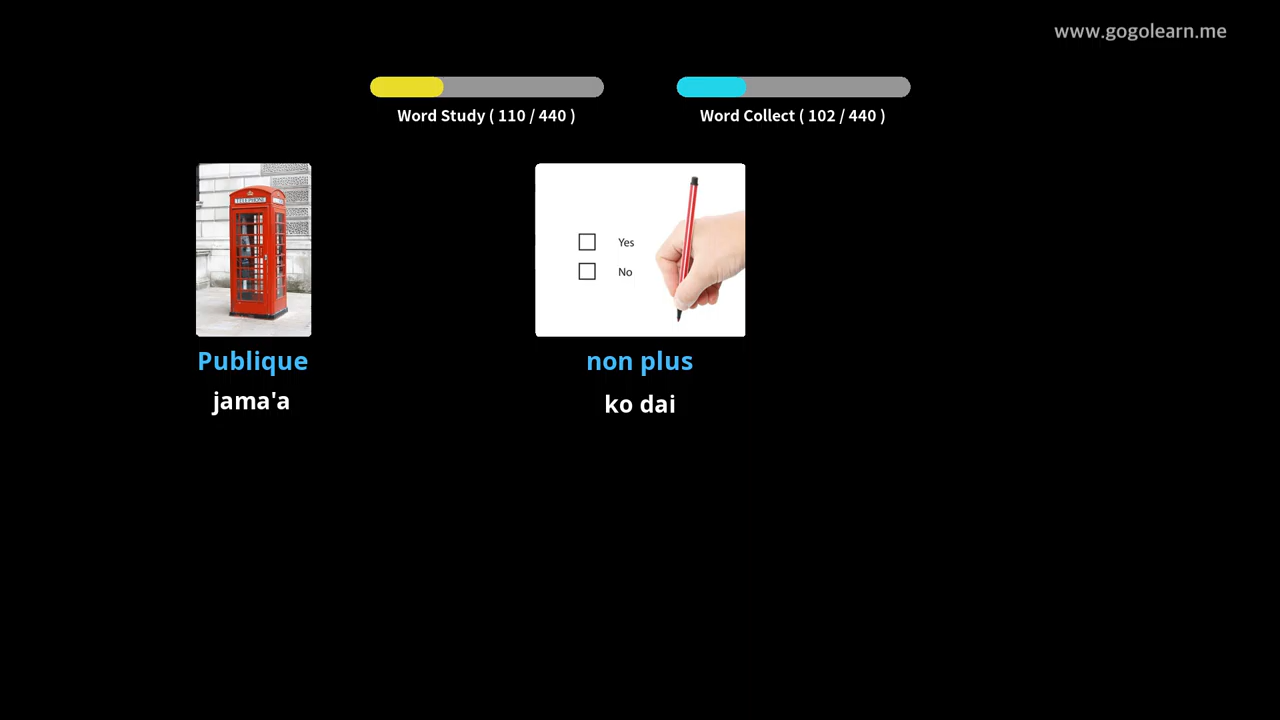 www.gogolearn.me
Word Study ( 110 / 440 )
Word Collect ( 102 / 440 )
TELEPHONE
Yes
No
Publique
non plus
jama'a
ko dai